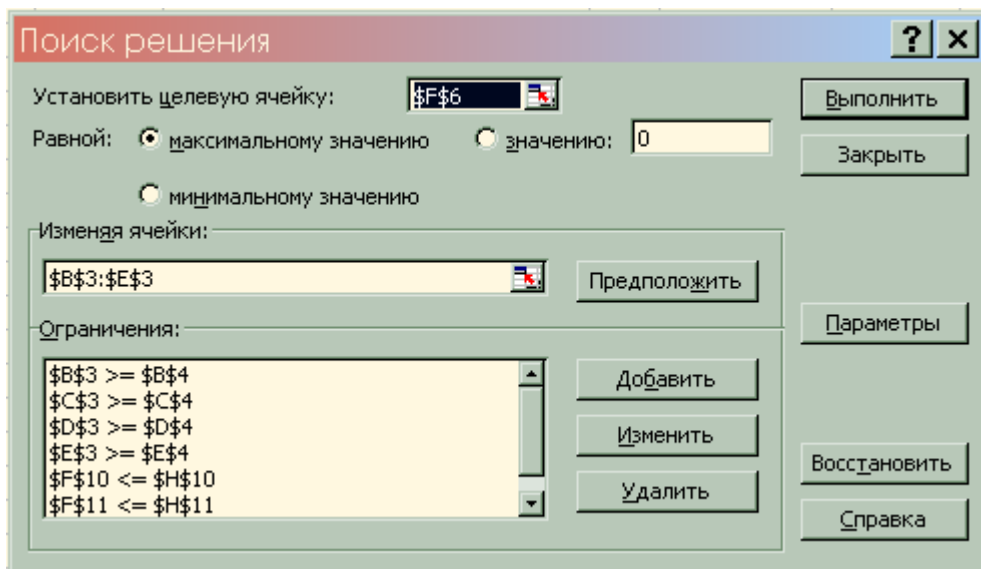 Поиск решения
Установить целевую ячейку: $F$6
Выполнить
Равной: максимальному значению значению: 0
Закрыть
минимальному значению
Изменяя ячейки:
$B$3:$E$3
Предположить
Ограничения:
Параметры
$B$3 >= $B$4
$C$3 >= $C$4
$D$3 >= $D$4
$E$3 >= $E$4
$F$10 <= $H$10
$F$11 <= $H$11
Добавить
Изменить
Удалить
Восстановить
Справка